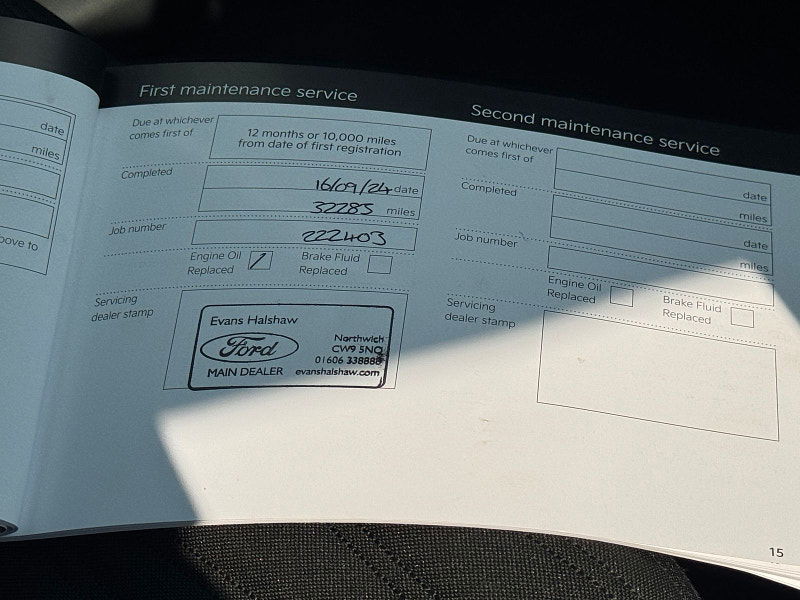 date
miles
bove to
First maintenance service
Due at whichever
comes first of
12 months or 10,000 miles
from date of first registration
Completed
16/09/24 date
32285 miles
Job number
222403
Engine Oil
Replaced
Brake Fluid
Replaced
Servicing
dealer stamp
Evans Halshaw
Ford
MAIN DEALER
Northwich
CW9 5NQ
01606 338888
evanshalshaw.com
Second maintenance service
Due at whichever
comes first of
date
miles
Completed
date
miles
Job number
Engine Oil
Replaced
Brake Fluid
Replaced
Servicing
dealer stamp
15